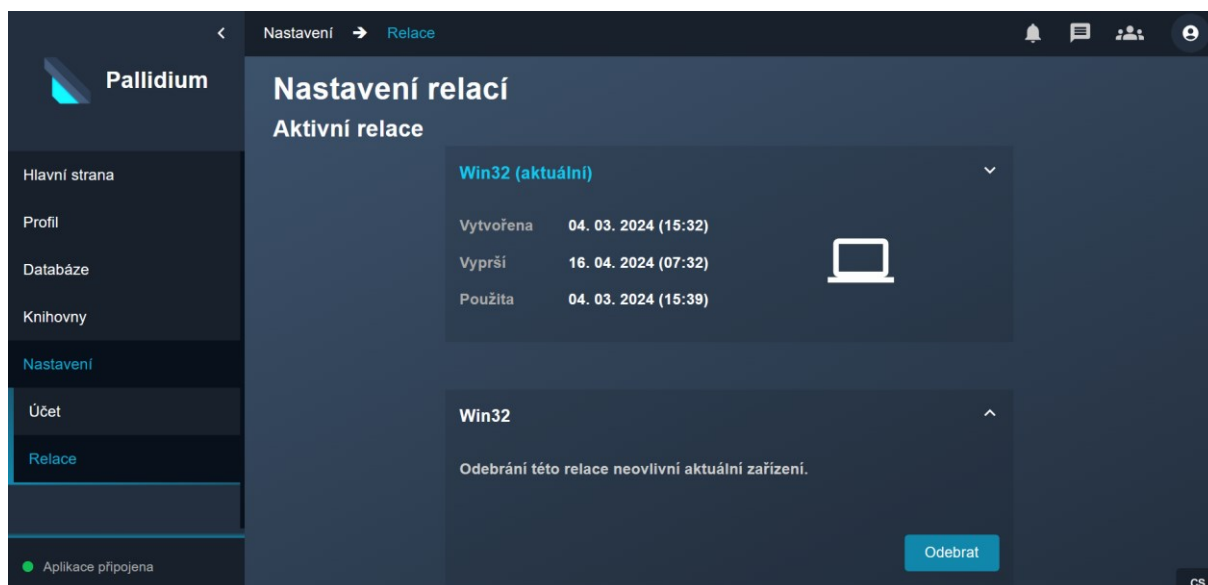 Nastavení
Relace
Pallidium
Nastavení relací
Aktivní relace
Hlavní strana
Profil
Databáze
Knihovny
Nastavení
Účet
Relace
Aplikace připojena
Win32 (aktuální)
Vytvořena 04. 03. 2024 (15:32)
Vyprší 16. 04. 2024 (07:32)
Použita 04. 03. 2024 (15:39)
Win32
Odebrání této relace neovlivní aktuální zařízení.
Odebrat
CS